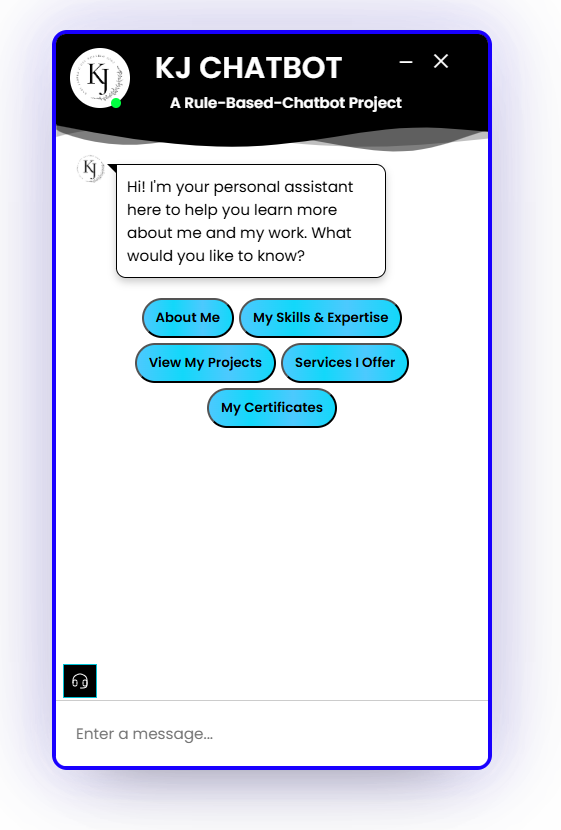 KJ
KJ CHATBOT
A Rule-Based-Chatbot Project
KJ
Hi! I'm your personal assistant
here to help you learn more
about me and my work. What
would you like to know?
About Me
My Skills & Expertise
View My Projects
Services I Offer
My Certificates
Enter a message...